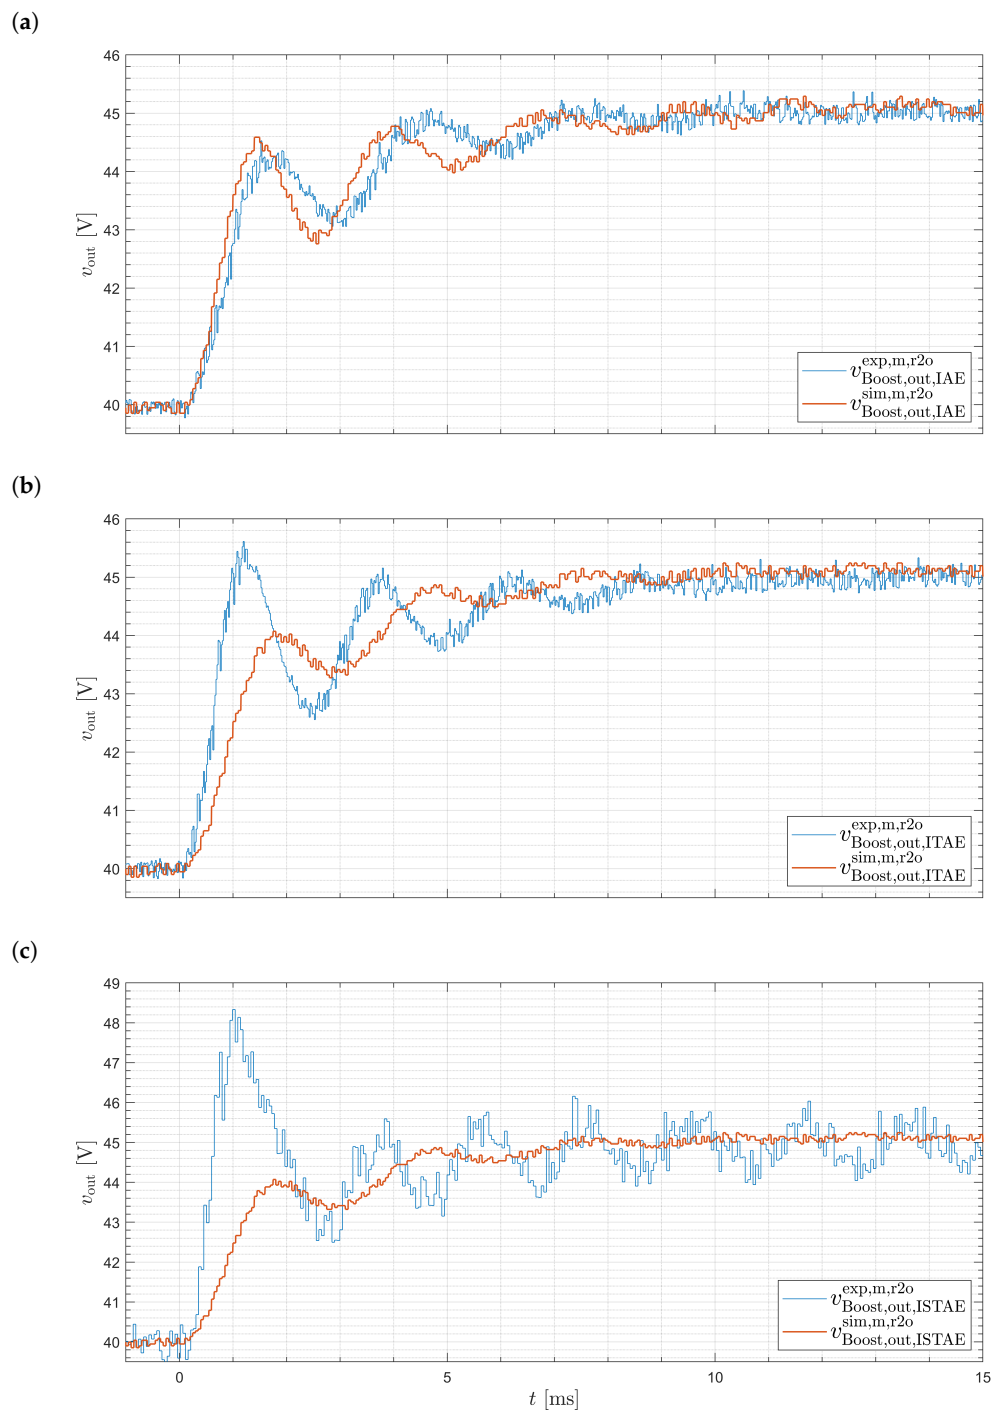 (a)
46
45
44
43
42
41
40
v_out [V]
v^exp,m,r2o_Boost,out,IAE
v^sim,m,r2o_Boost,out,IAE
(b)
46
45
44
43
42
41
40
v_out [V]
v^exp,m,r2o_Boost,out,ITAE
v^sim,m,r2o_Boost,out,ITAE
(c)
49
48
47
46
45
44
43
42
41
40
v_out [V]
v^exp,m,r2o_Boost,out,ISTAE
v^sim,m,r2o_Boost,out,ISTAE
0 5 10 15
t [ms]